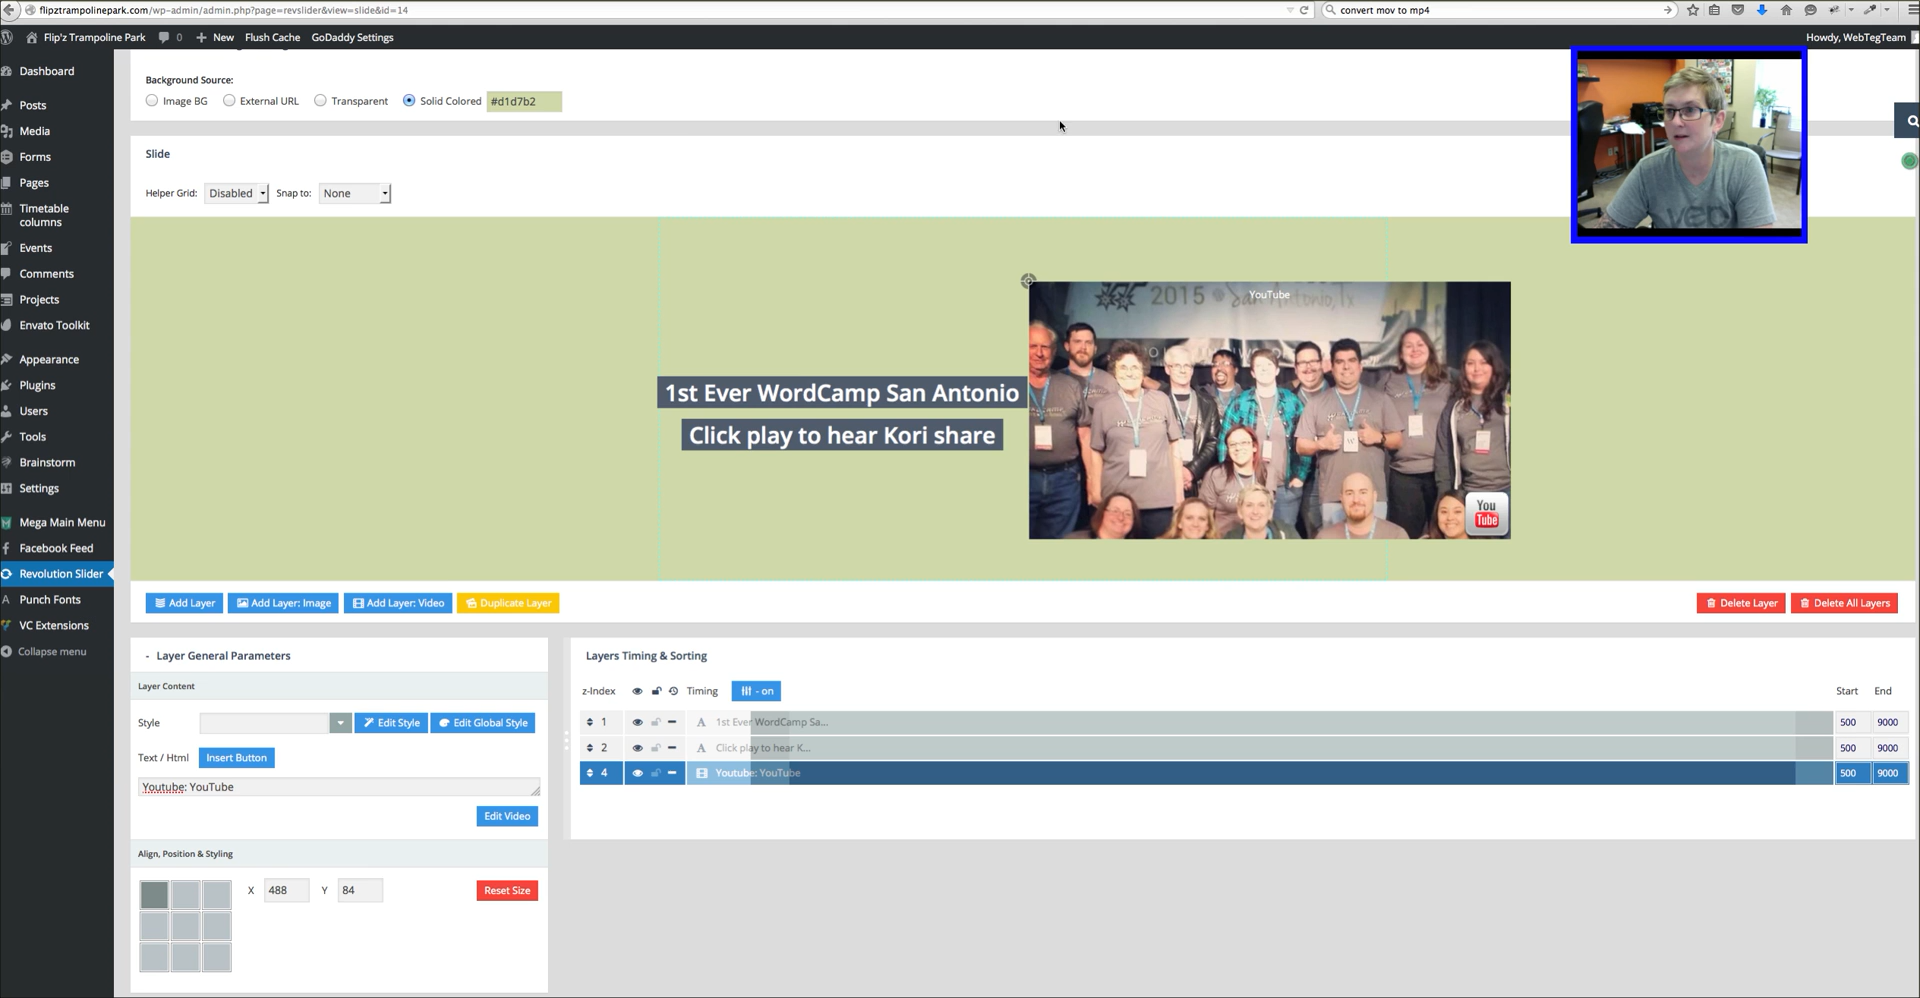 flipztrampolinepark.com/wp-admin/admin.php?page=revslider&view=slide&id=14
convert mov to mp4
Flip'z Trampoline Park
0
New
Flush Cache
GoDaddy Settings
Howdy, WebTegTeam
Dashboard
Posts
Media
Forms
Pages
Timetable
columns
Events
Comments
Projects
Envato Toolkit
Appearance
Plugins
Users
Tools
Brainstorm
Settings
Mega Main Menu
Facebook Feed
Revolution Slider
Punch Fonts
VC Extensions
Collapse menu
Background Source:
Image BG
External URL
Transparent
Solid Colored
#d1d7b2
Slide
Helper Grid:
Disabled
Snap to:
None
2015 San Antonio, Tx
YouTube
1st Ever WordCamp San Antonio
Click play to hear Kori share
You
Tube
Add Layer
Add Layer: Image
Add Layer: Video
Duplicate Layer
Delete Layer
Delete All Layers
- Layer General Parameters
Layer Content
Style
Edit Style
Edit Global Style
Text / Html
Insert Button
Youtube: YouTube
Edit Video
Align, Position & Styling
X 488
Y 84
Reset Size
Layers Timing & Sorting
z-Index
Timing
- on
Start
End
1
1st Ever WordCamp Sa...
500
9000
2
Click play to hear K...
500
9000
4
Youtube: YouTube
500
9000